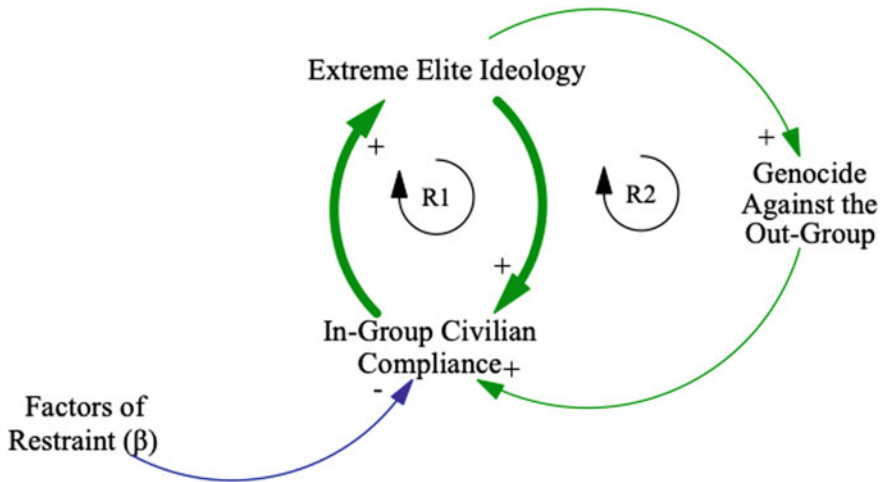 Extreme Elite Ideology
+
+
R1
R2
Genocide
Against the
Out-Group
+
In-Group Civilian
Compliance+
-
Factors of
Restraint (β)